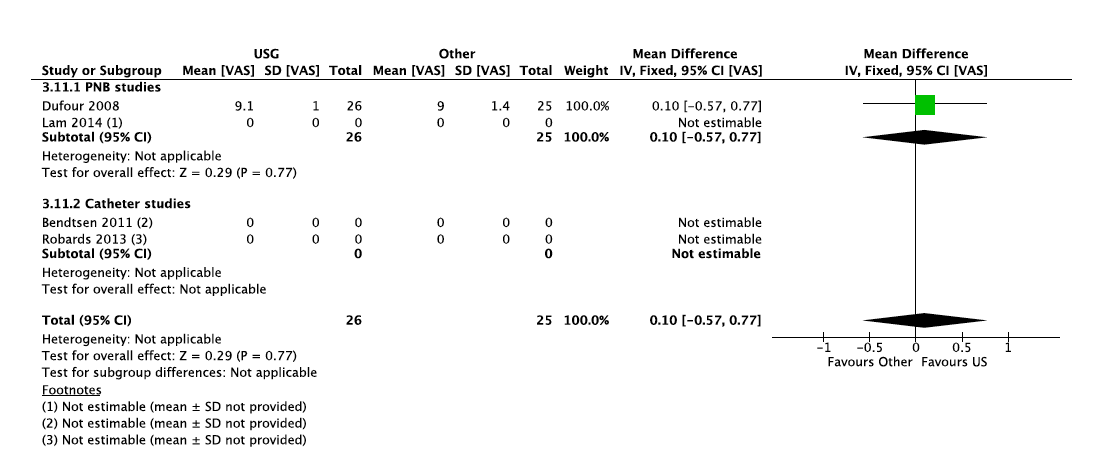 USG Other Mean Difference Mean Difference
Study or Subgroup Mean [VAS] SD [VAS] Total Mean [VAS] SD [VAS] Total Weight IV, Fixed, 95% CI [VAS] IV, Fixed, 95% CI [VAS]
3.11.1 PNB studies
Dufour 2008 9.1 1 26 9 1.4 25 100.0% 0.10 [−0.57, 0.77]
Lam 2014 (1) 0 0 0 0 0 0 Not estimable
Subtotal (95% CI) 26 25 100.0% 0.10 [−0.57, 0.77]
Heterogeneity: Not applicable
Test for overall effect: Z = 0.29 (P = 0.77)
3.11.2 Catheter studies
Bendtsen 2011 (2) 0 0 0 0 0 0 Not estimable
Robards 2013 (3) 0 0 0 0 0 0 Not estimable
Subtotal (95% CI) 0 0 Not estimable
Heterogeneity: Not applicable
Test for overall effect: Not applicable
Total (95% CI) 26 25 100.0% 0.10 [−0.57, 0.77]
Heterogeneity: Not applicable
Test for overall effect: Z = 0.29 (P = 0.77)
Test for subgroup differences: Not applicable
−1 −0.5 0 0.5 1
Favours Other Favours US
Footnotes
(1) Not estimable (mean ± SD not provided)
(2) Not estimable (mean ± SD not provided)
(3) Not estimable (mean ± SD not provided)